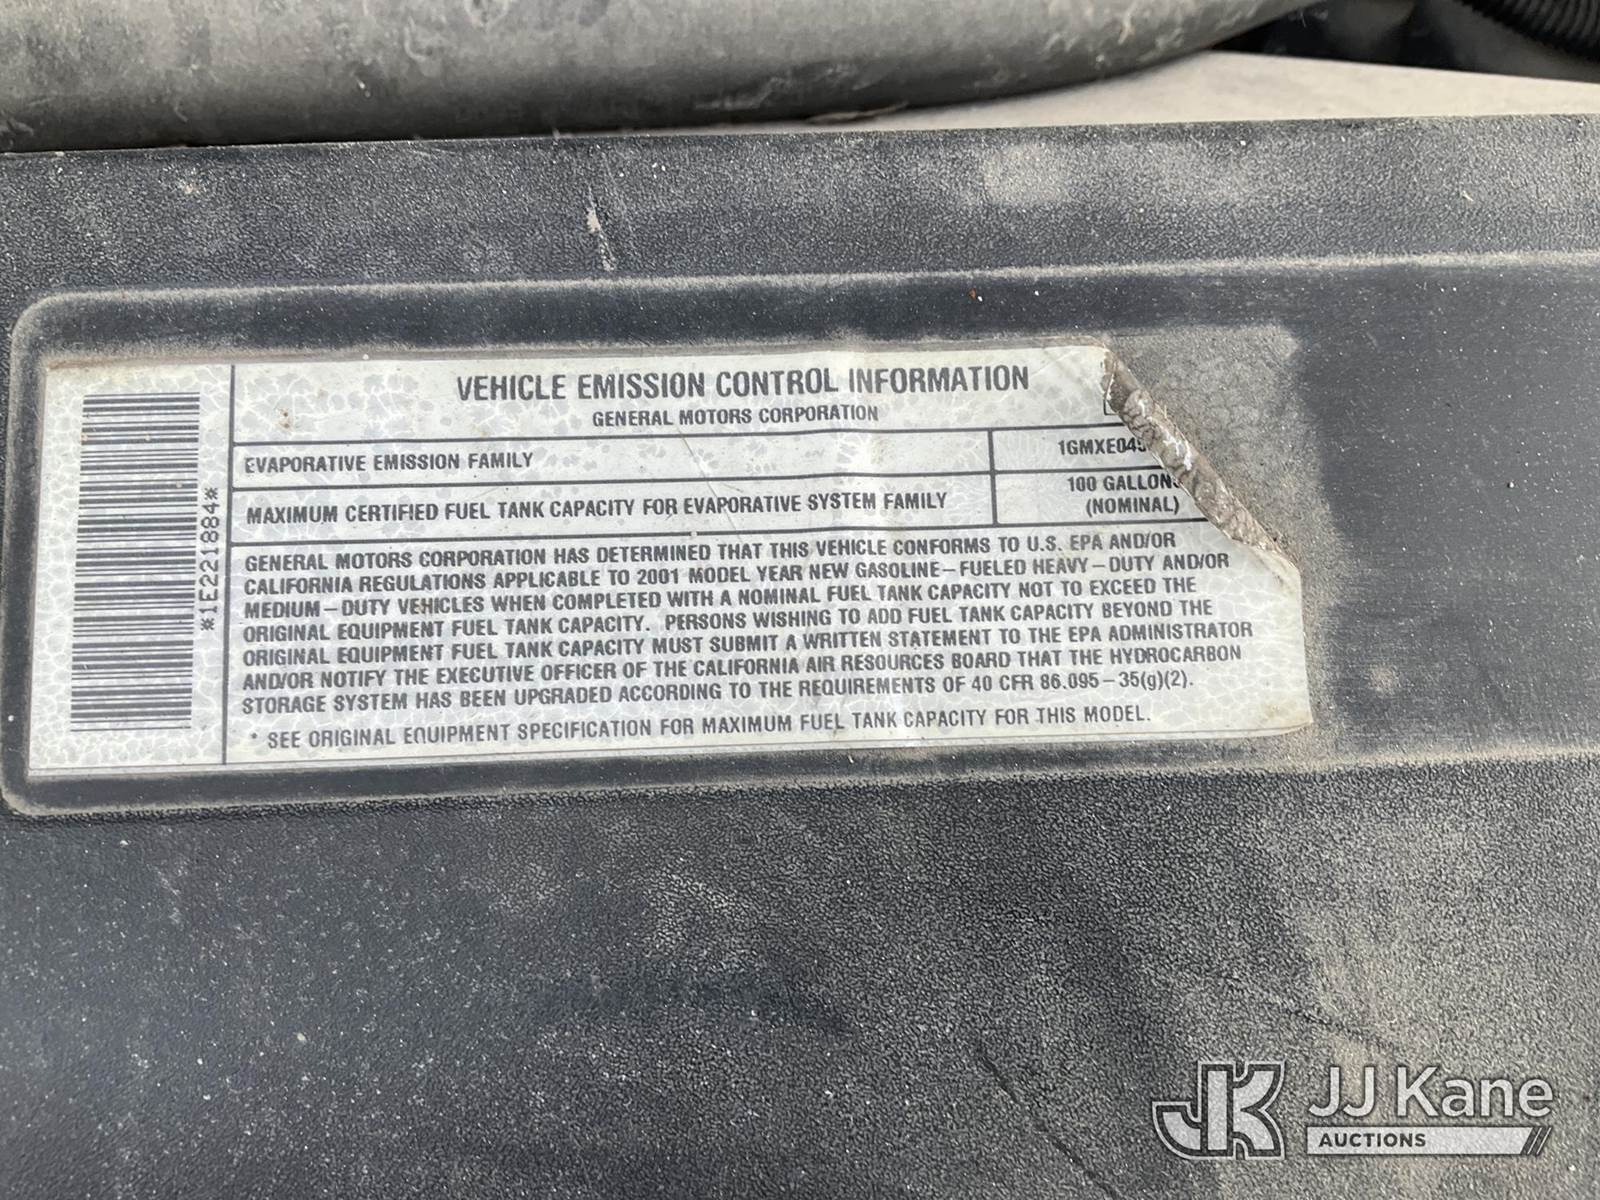 VEHICLE EMISSION CONTROL INFORMATION
GENERAL MOTORS CORPORATION
EVAPORATIVE EMISSION FAMILY
MAXIMUM CERTIFIED FUEL TANK CAPACITY FOR EVAPORATIVE SYSTEM FAMILY
100
(NOMINAL)
GENERAL MOTORS CORPORATION HAS DETERMINED THAT THIS VEHICLE CONFORMS TO U.S. EPA AND/OR
CALIFORNIA REGULATIONS APPLICABLE TO 2001 MODEL YEAR NEW GASOLINE-FUELED HEAVY-DUTY AND/OR
MEDIUM-DUTY VEHICLES WHEN COMPLETED WITH A NOMINAL FUEL TANK CAPACITY NOT TO EXCEED THE
ORIGINAL EQUIPMENT FUEL TANK CAPACITY. PERSONS WISHING TO ADD FUEL TANK CAPACITY BEYOND THE
ORIGINAL EQUIPMENT FUEL TANK CAPACITY MUST SUBMIT A WRITTEN STATEMENT TO THE EPA ADMINISTRATOR
AND/OR NOTIFY THE EXECUTIVE OFFICER OF THE CALIFORNIA AIR RESOURCES BOARD THAT THE HYDROCARBON
STORAGE SYSTEM HAS BEEN UPGRADED ACCORDING TO THE REQUIREMENTS OF 40 CFR 86.095-35(g)(2).
* SEE ORIGINAL EQUIPMENT SPECIFICATION FOR MAXIMUM FUEL TANK CAPACITY FOR THIS MODEL.
*1E221884*
JK JJ Kane
AUCTIONS